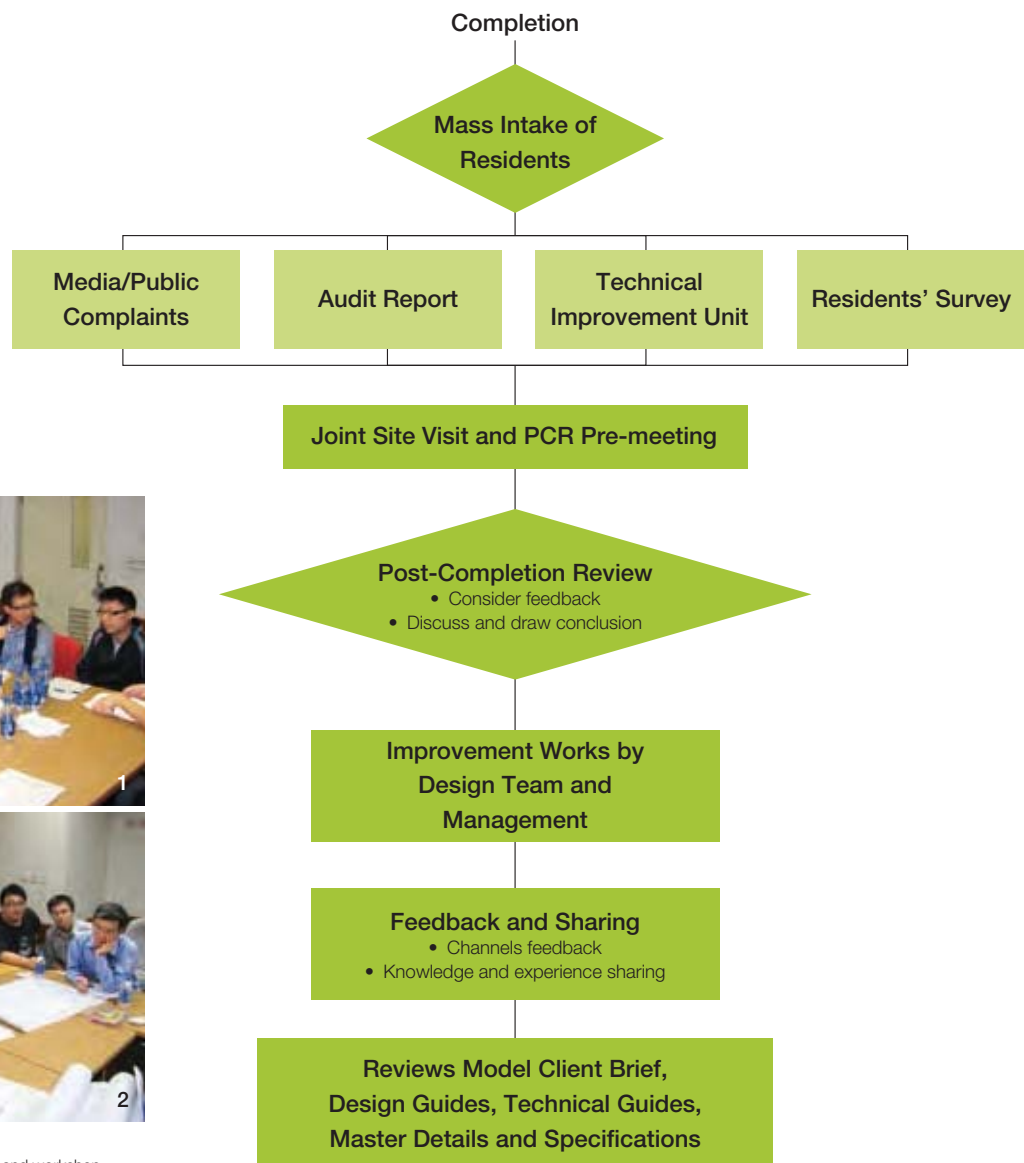 Completion
Mass Intake of
Residents
Media/Public
Complaints
Audit Report
Technical
Improvement Unit
Residents’ Survey
Joint Site Visit and PCR Pre-meeting
Post-Completion Review
• Consider feedback
• Discuss and draw conclusion
Improvement Works by
Design Team and
Management
1
Feedback and Sharing
• Channels feedback
• Knowledge and experience sharing
Reviews Model Client Brief,
Design Guides, Technical Guides,
Master Details and Specifications
2